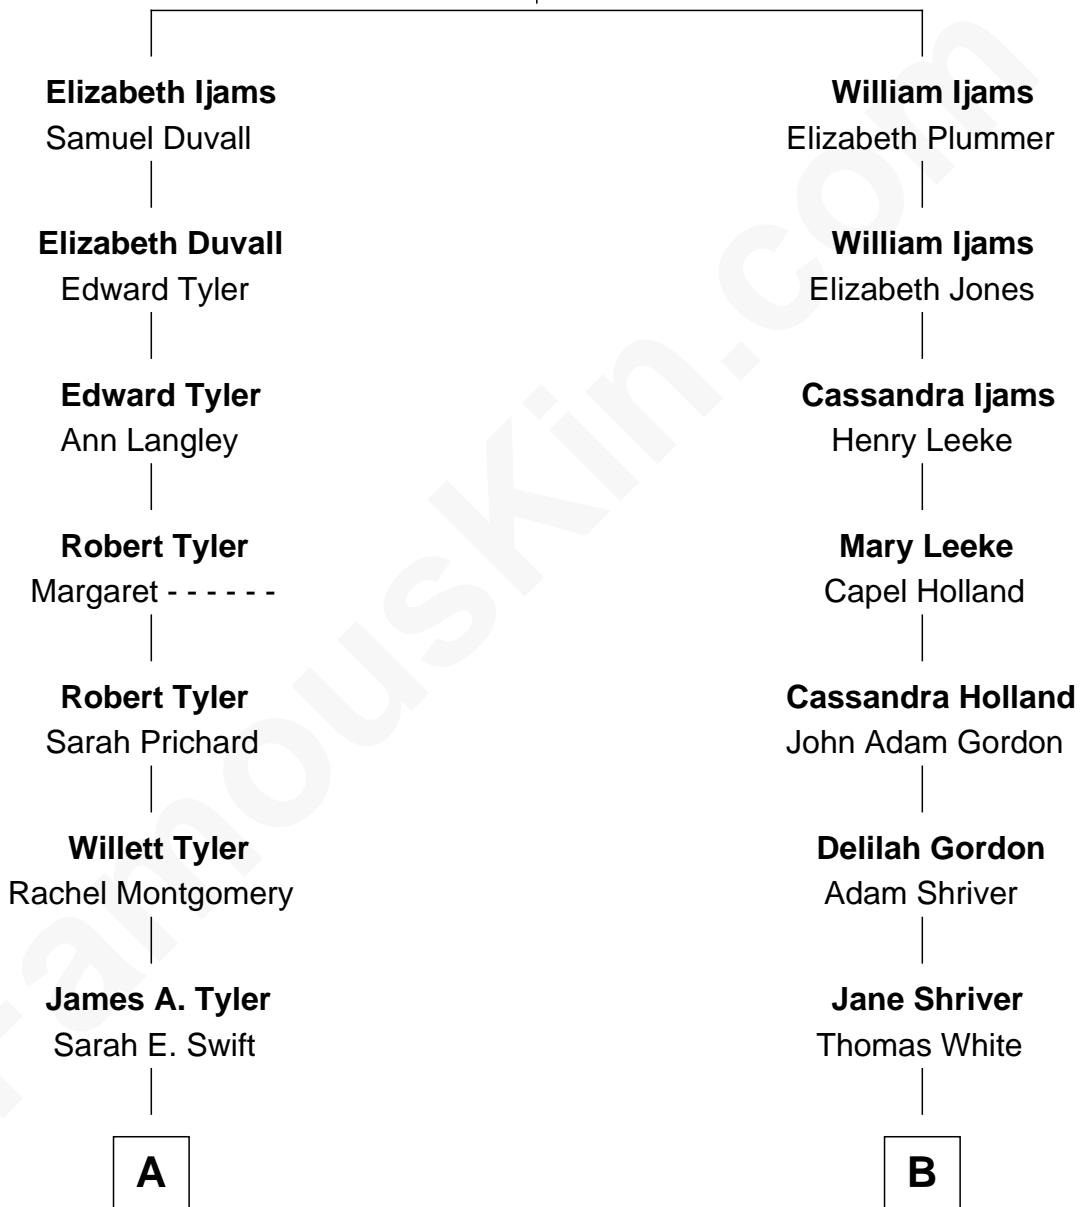 Elizabeth Ijams
Samuel Duvall
Elizabeth Duvall
Edward Tyler
Edward Tyler
Ann Langley
Robert Tyler
Margaret - - - - - -
Robert Tyler
Sarah Prichard
Willett Tyler
Rachel Montgomery
James A. Tyler
Sarah E. Swift
A
William Ijams
Elizabeth Plummer
William Ijams
Elizabeth Jones
Cassandra Ijams
Henry Leeke
Mary Leeke
Capel Holland
Cassandra Holland
John Adam Gordon
Delilah Gordon
Adam Shriver
Jane Shriver
Thomas White
B
FamousKin.com